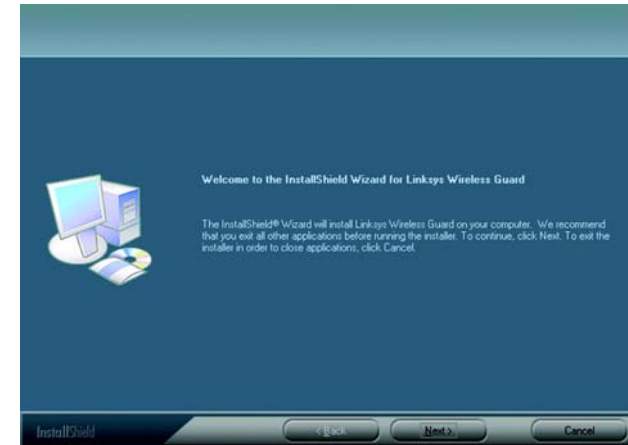 Welcome to the InstallShield Wizard for Linksys Wireless Guard
The InstallShield® Wizard will install Linksys Wireless Guard on your computer. We recommend
that you exit all other applications before running the installer. To continue, click Next. To exit the
installer in order to close applications, click Cancel.
InstallShield
< Back
Next >
Cancel